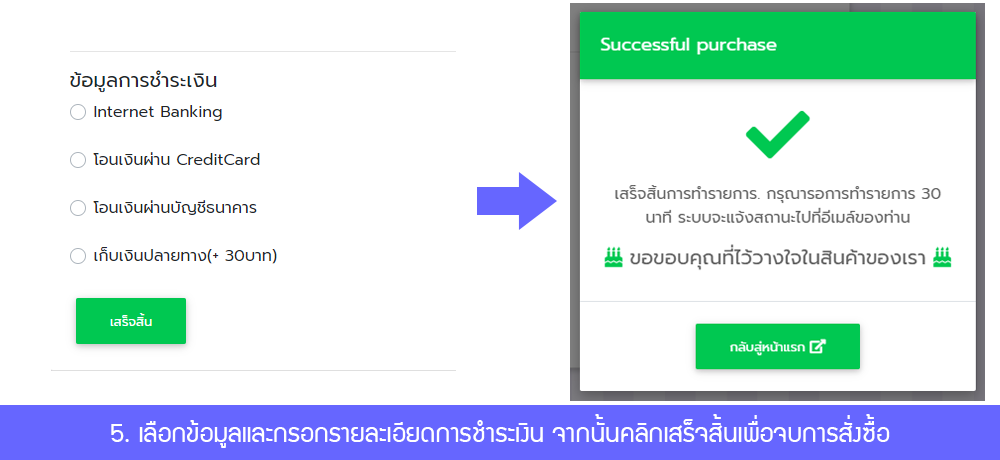 ข้อมูลการชำระเงิน
Internet Banking
โอนเงินผ่าน CreditCard
โอนเงินผ่านบัญชีธนาคาร
เก็บเงินปลายทาง(+ 30บาท)
เสร็จสิ้น
Successful purchase
เสร็จสิ้นการทำรายการ. กรุณารอการทำรายการ 30
นาที ระบบจะแจ้งสถานะไปที่อีเมล์ของท่าน
ขอขอบคุณที่ไว้วางใจในสินค้าของเรา
กลับสู่หน้าแรก
5. เลือกข้อมูลและกรอกรายละเอียดการชำระเงิน จากนั้นคลิกเสร็จสิ้นเพื่อจบการสั่งซื้อ